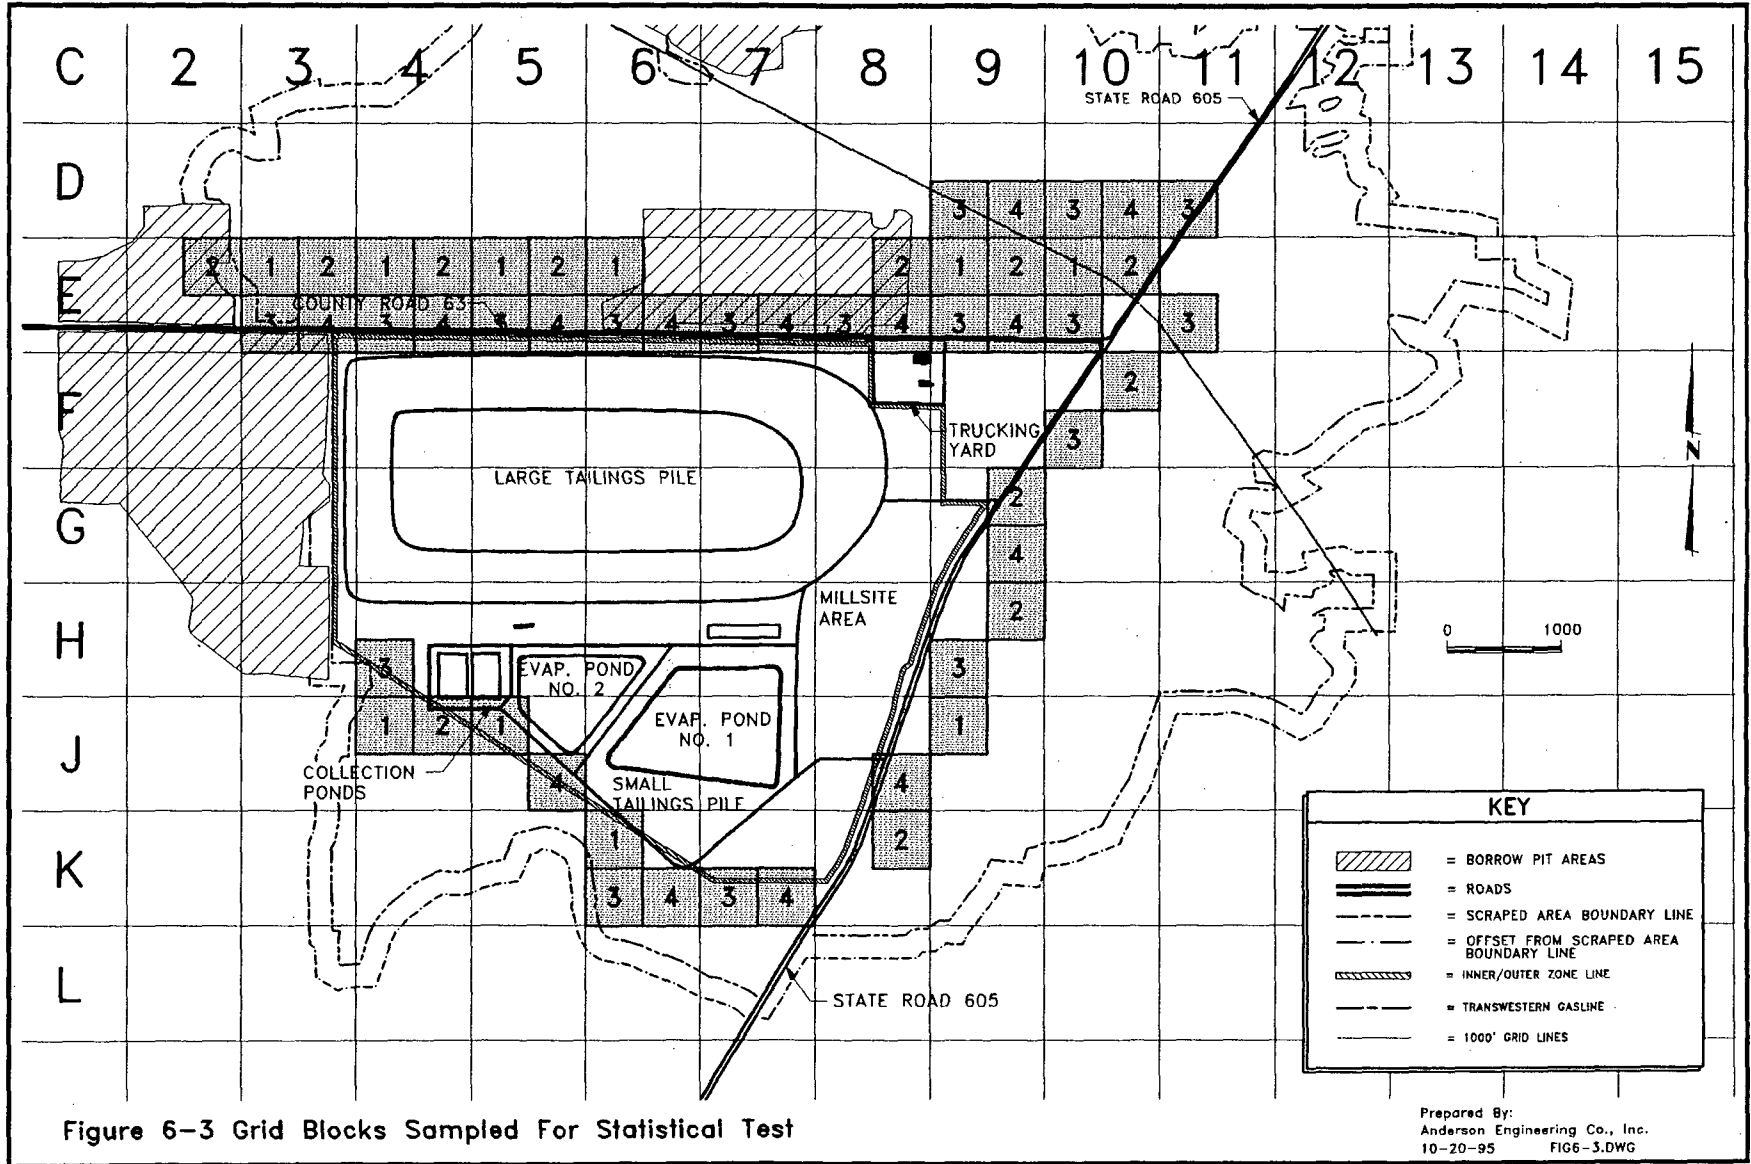 C 2 3 4 5 6 7 8 9 10 11 12 13 14 15
STATE ROAD 605
D
3 4 3 4 3
E
2 1 2 1 2 1 2 1 2 1 2 1 2
COUNTY ROAD 63
3 4 3 4 3 4 3 4 3 4 3 4 3 4 3 3
F
2
TRUCKING
YARD
3
LARGE TAILINGS PILE
N
2
G
4
MILLSITE
AREA
2
H
0 1000
3
EVAP. POND
NO. 2
3
1 2 1
EVAP. POND
NO. 1
1
J
COLLECTION
PONDS
4
SMALL
TAILINGS PILE
4
K
1
2
3 4 3 4
L
STATE ROAD 605
KEY
= BORROW PIT AREAS
= ROADS
= SCRAPED AREA BOUNDARY LINE
= OFFSET FROM SCRAPED AREA
BOUNDARY LINE
= INNER/OUTER ZONE LINE
= TRANSWESTERN GASLINE
= 1000' GRID LINES
Figure 6-3 Grid Blocks Sampled For Statistical Test
Prepared By:
Anderson Engineering Co., Inc.
10-20-95 FIG6-3.DWG